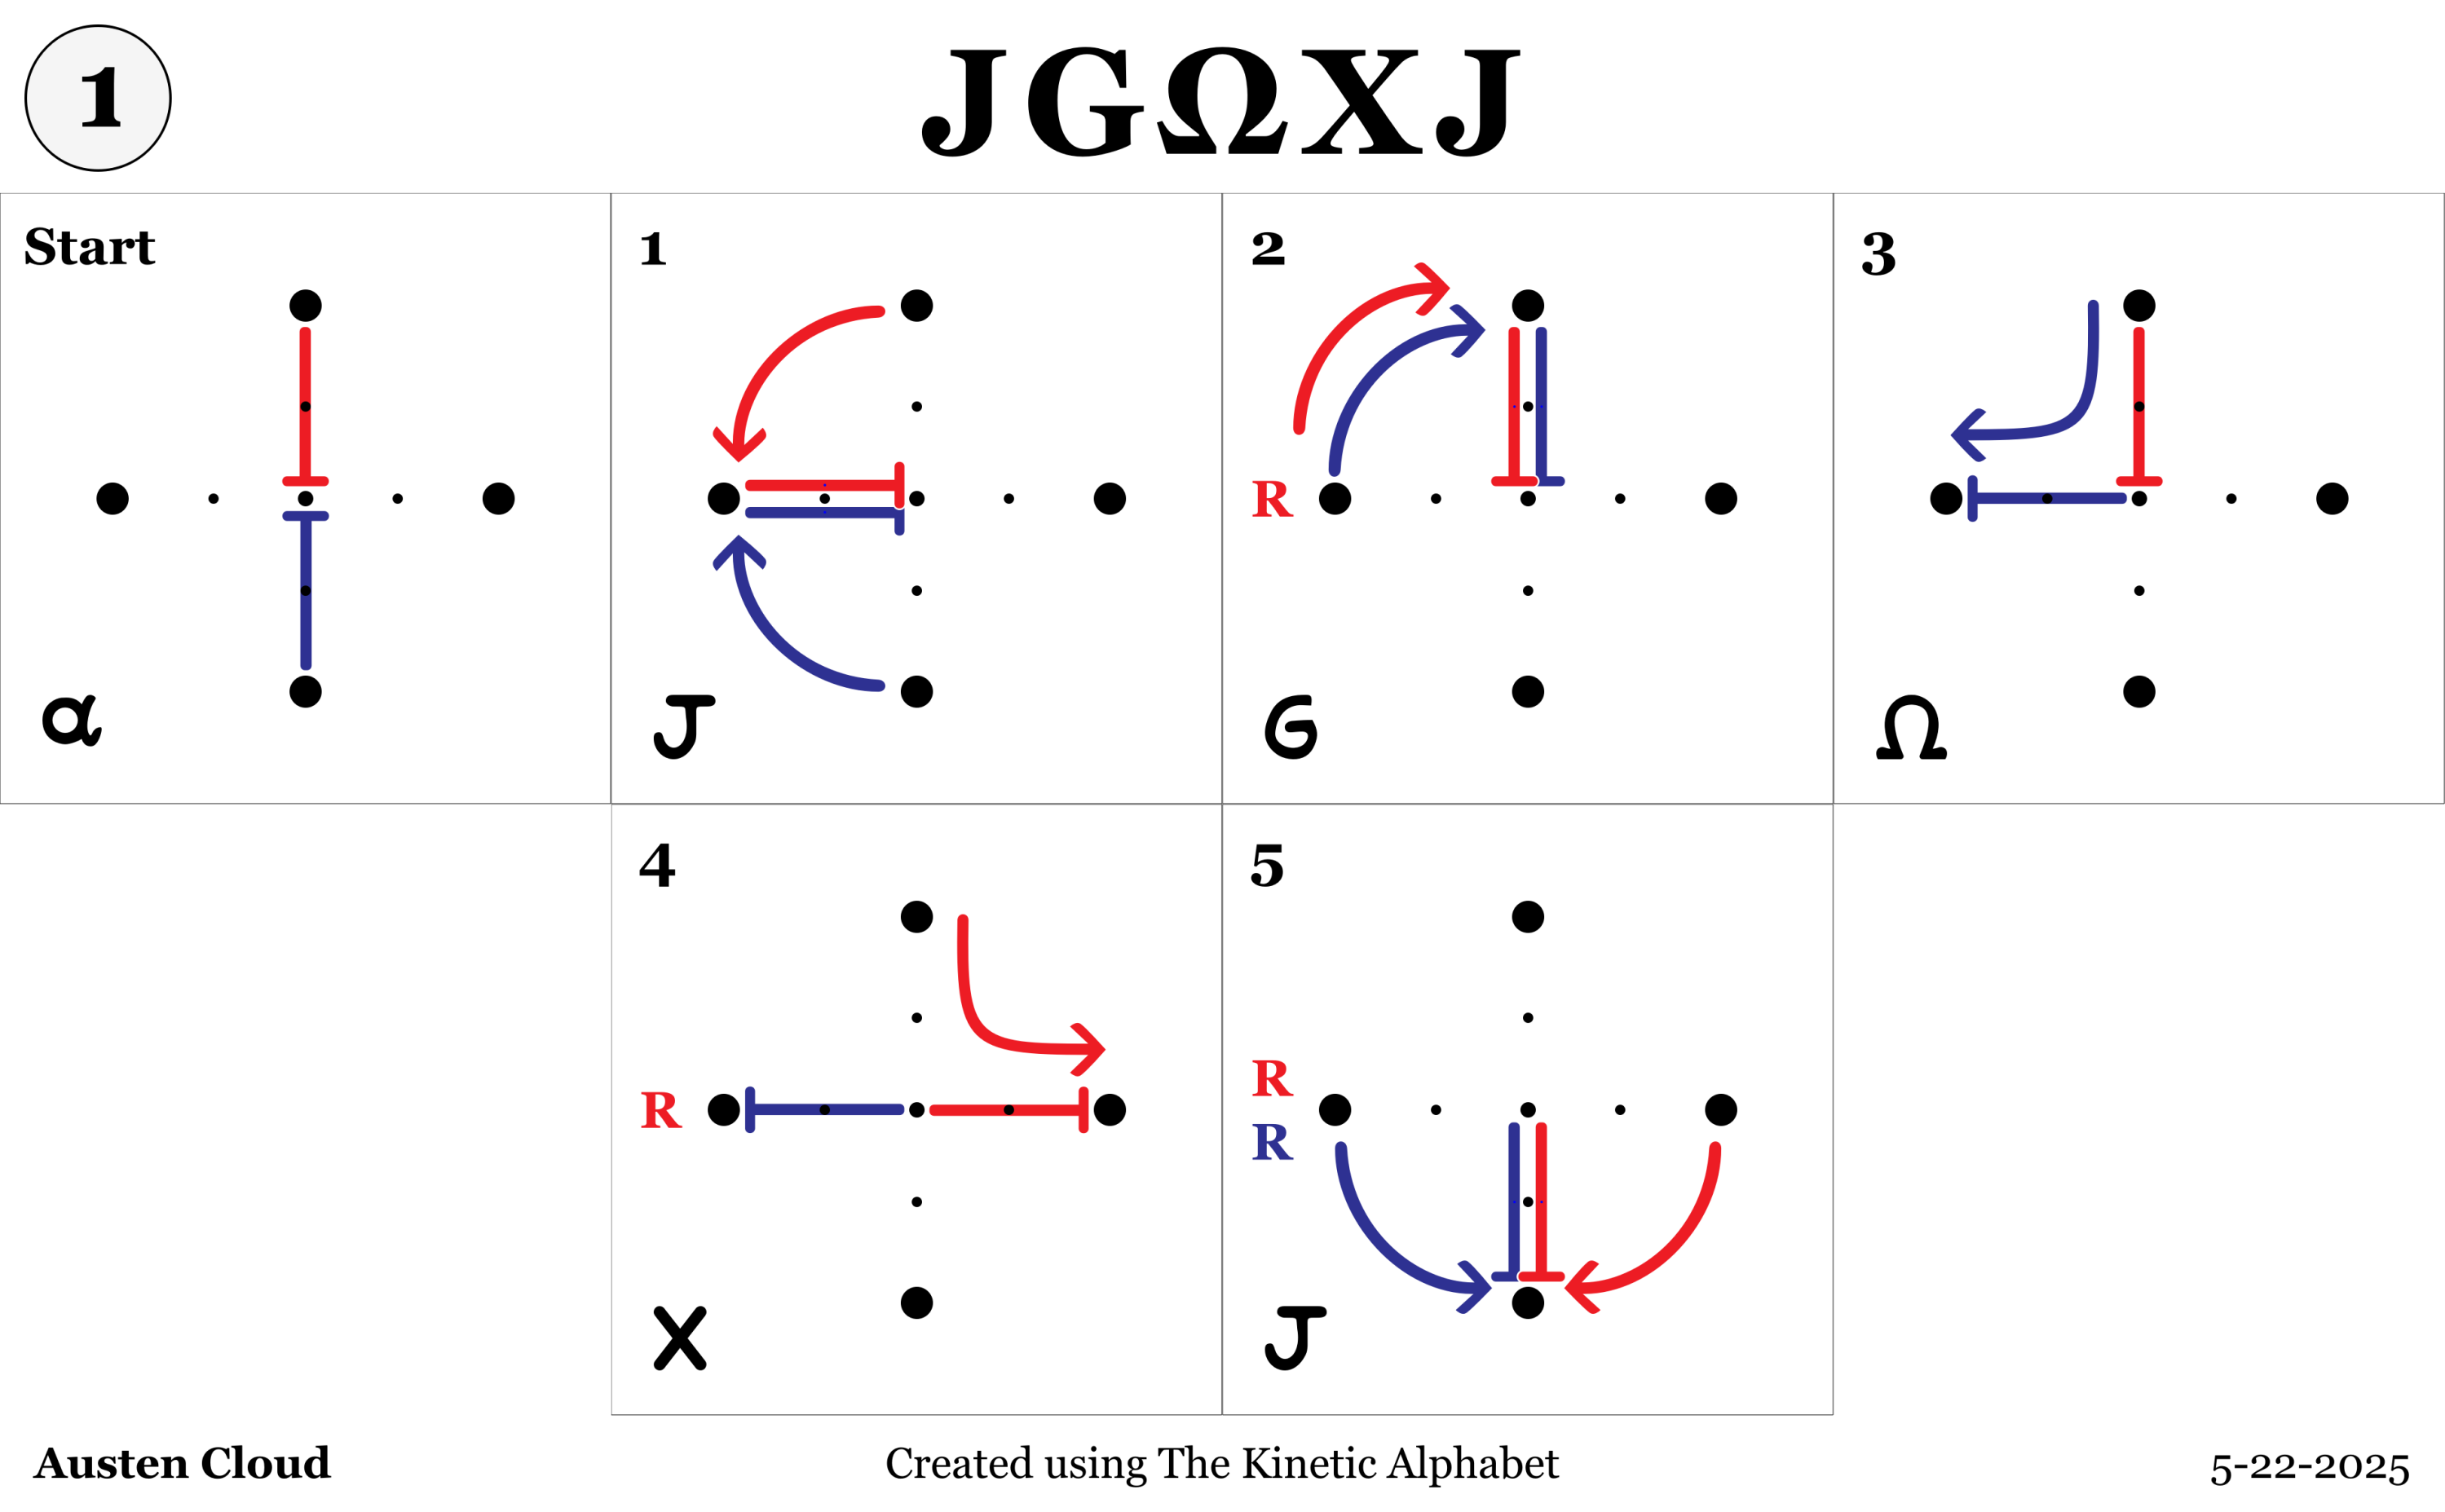 1
JGΩXJ
Start
α
1
J
2
R
G
3
Ω
4
R
X
5
R
R
J
Austen Cloud
Created using The Kinetic Alphabet
5-22-2025